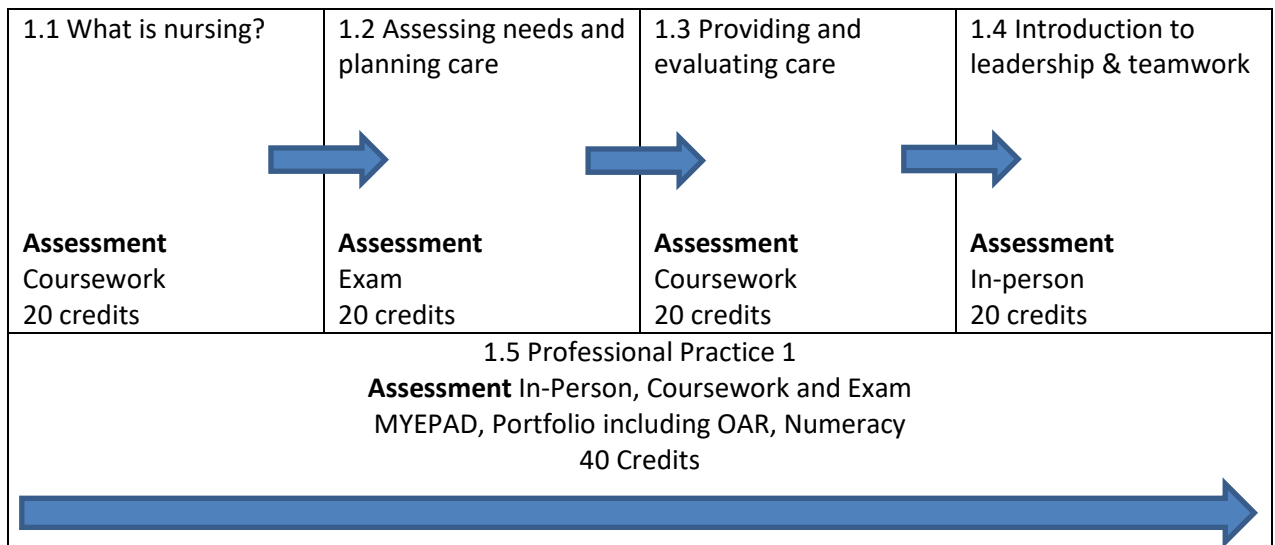 1.1 What is nursing?
Assessment
Coursework
20 credits
1.2 Assessing needs and
planning care
Assessment
Exam
20 credits
1.3 Providing and
evaluating care
Assessment
Coursework
20 credits
1.4 Introduction to
leadership & teamwork
Assessment
In-person
20 credits
1.5 Professional Practice 1
Assessment In-Person, Coursework and Exam
MYEPAD, Portfolio including OAR, Numeracy
40 Credits